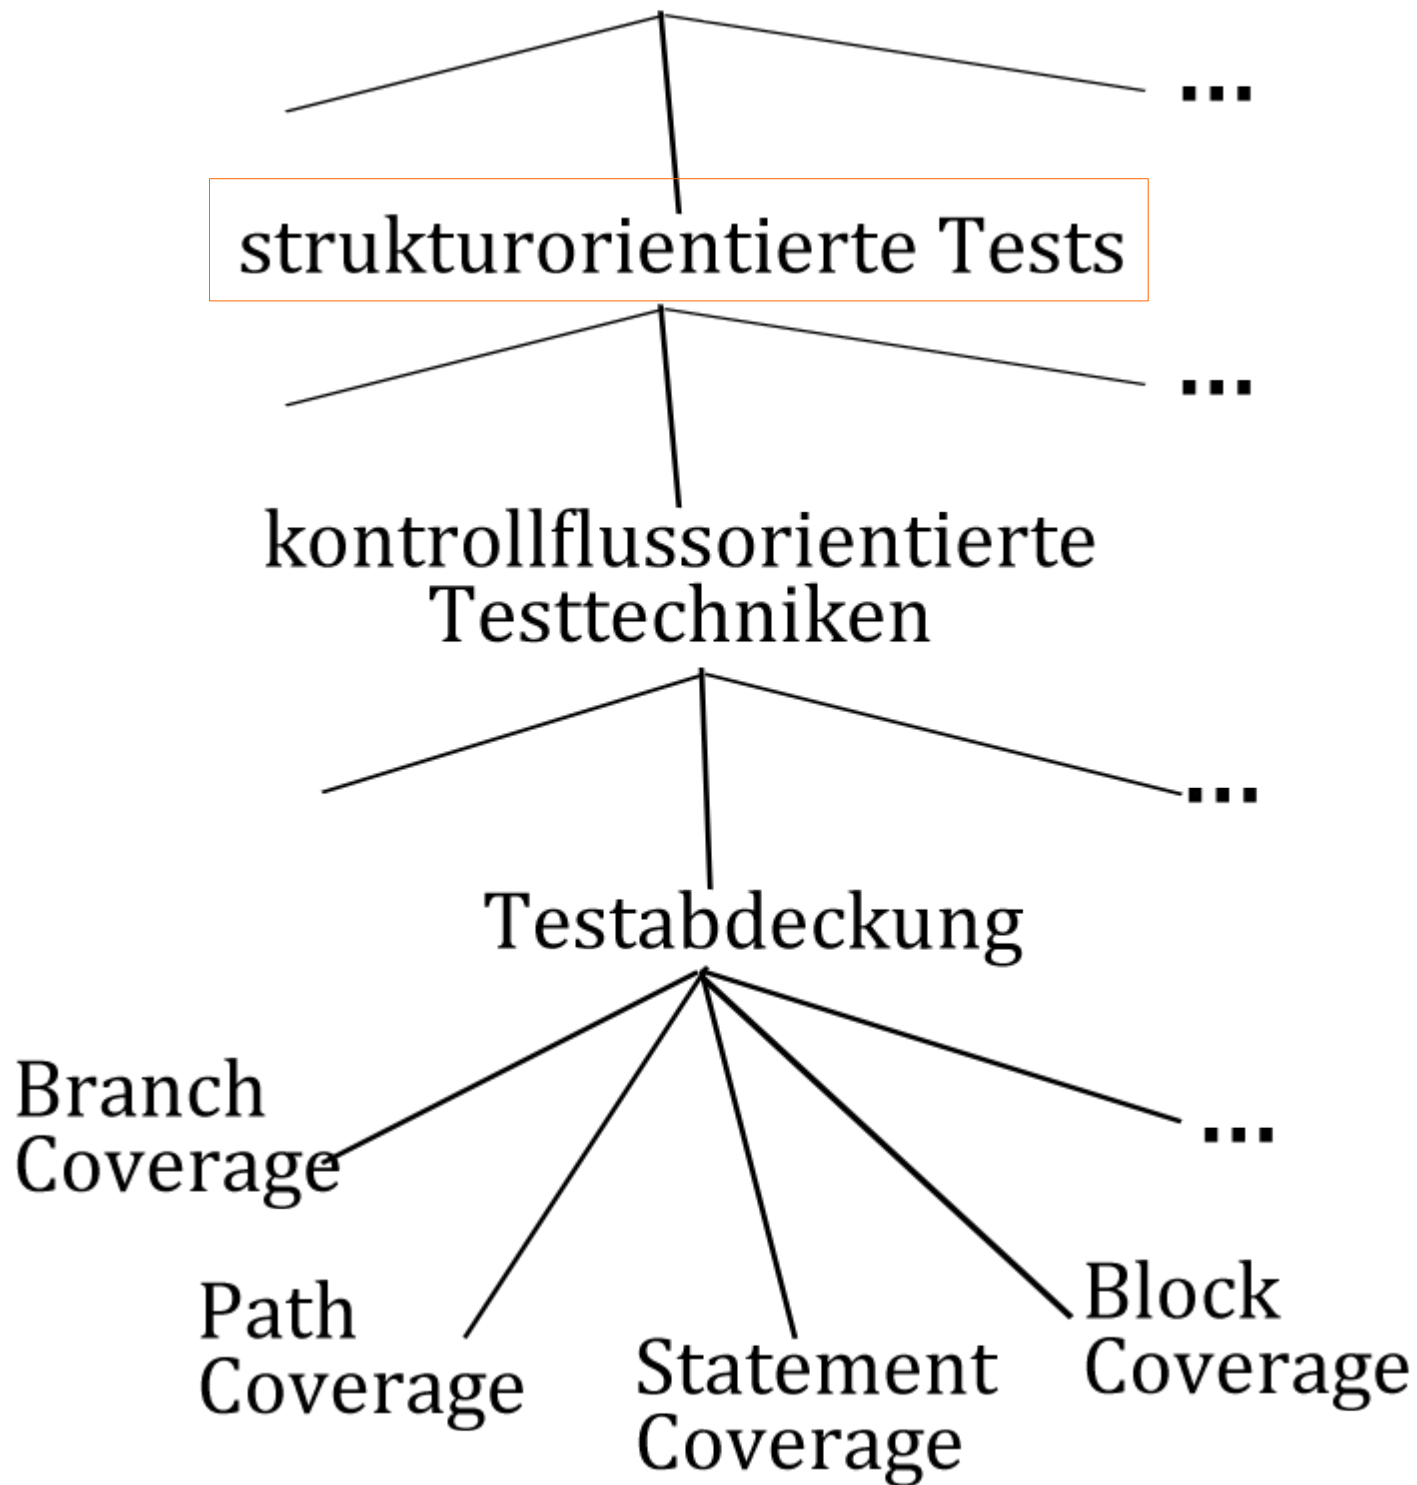 ...
strukturorientierte Tests
...
kontrollflussorientierte
Testtechniken
...
Testabdeckung
Branch
Coverage
...
Path
Coverage
Statement
Coverage
Block
Coverage